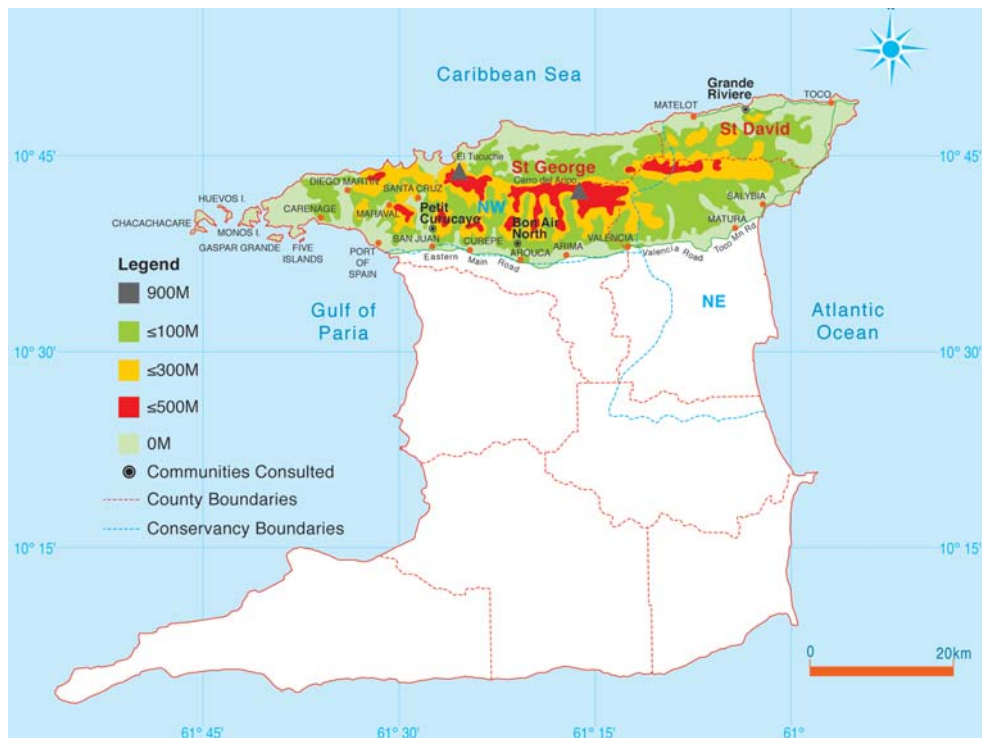 Caribbean Sea
Grande
Riviere
MATELOT
TOCO
St David
10° 45'
10° 45'
El Tucuche
St George
Cerro del Aripo
DIEGO MARTIN
SANTA CRUZ
NW
SALYBIA
HUEVOS I.
CARENAGE
MARAVAL
Petit
Curucaye
Bon Air
North
MATURA
CHACACHACARE
MONOS I.
GASPAR GRANDE
FIVE
ISLANDS
PORT
OF
SPAIN
SAN JUAN
CUREPE
AROUCA
ARIMA
VALENCIA
Eastern Main Road
Valencia Road
Toco Mn Rd
Legend
900M
≤100M
≤300M
≤500M
0M
Communities Consulted
County Boundaries
Conservancy Boundaries
Gulf of
Paria
NE
Atlantic
Ocean
10° 30'
10° 30'
10° 15'
10° 15'
0
20km
61° 45'
61° 30'
61° 15'
61°